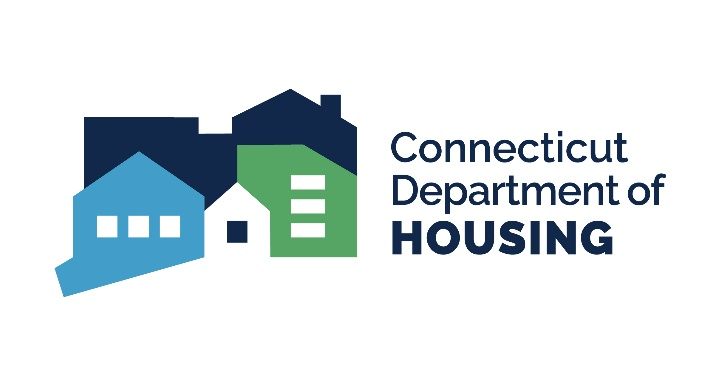 Connecticut
Department of
HOUSING